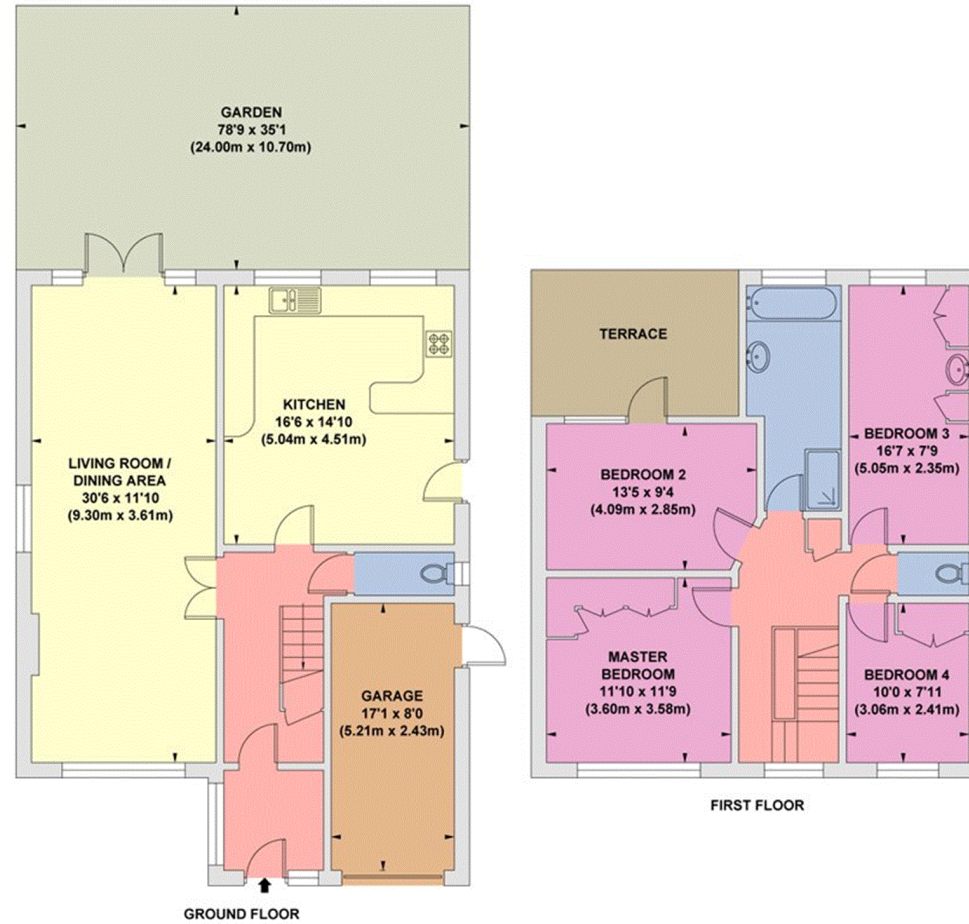 GARDEN
78'9 x 35'1
(24.00m x 10.70m)
KITCHEN
16'6 x 14'10
(5.04m x 4.51m)
LIVING ROOM /
DINING AREA
30'6 x 11'10
(9.30m x 3.61m)
GARAGE
17'1 x 8'0
(5.21m x 2.43m)
GROUND FLOOR
TERRACE
BEDROOM 3
16'7 x 7'9
(5.05m x 2.35m)
BEDROOM 2
13'5 x 9'4
(4.09m x 2.85m)
MASTER
BEDROOM
11'10 x 11'9
(3.60m x 3.58m)
BEDROOM 4
10'0 x 7'11
(3.06m x 2.41m)
FIRST FLOOR